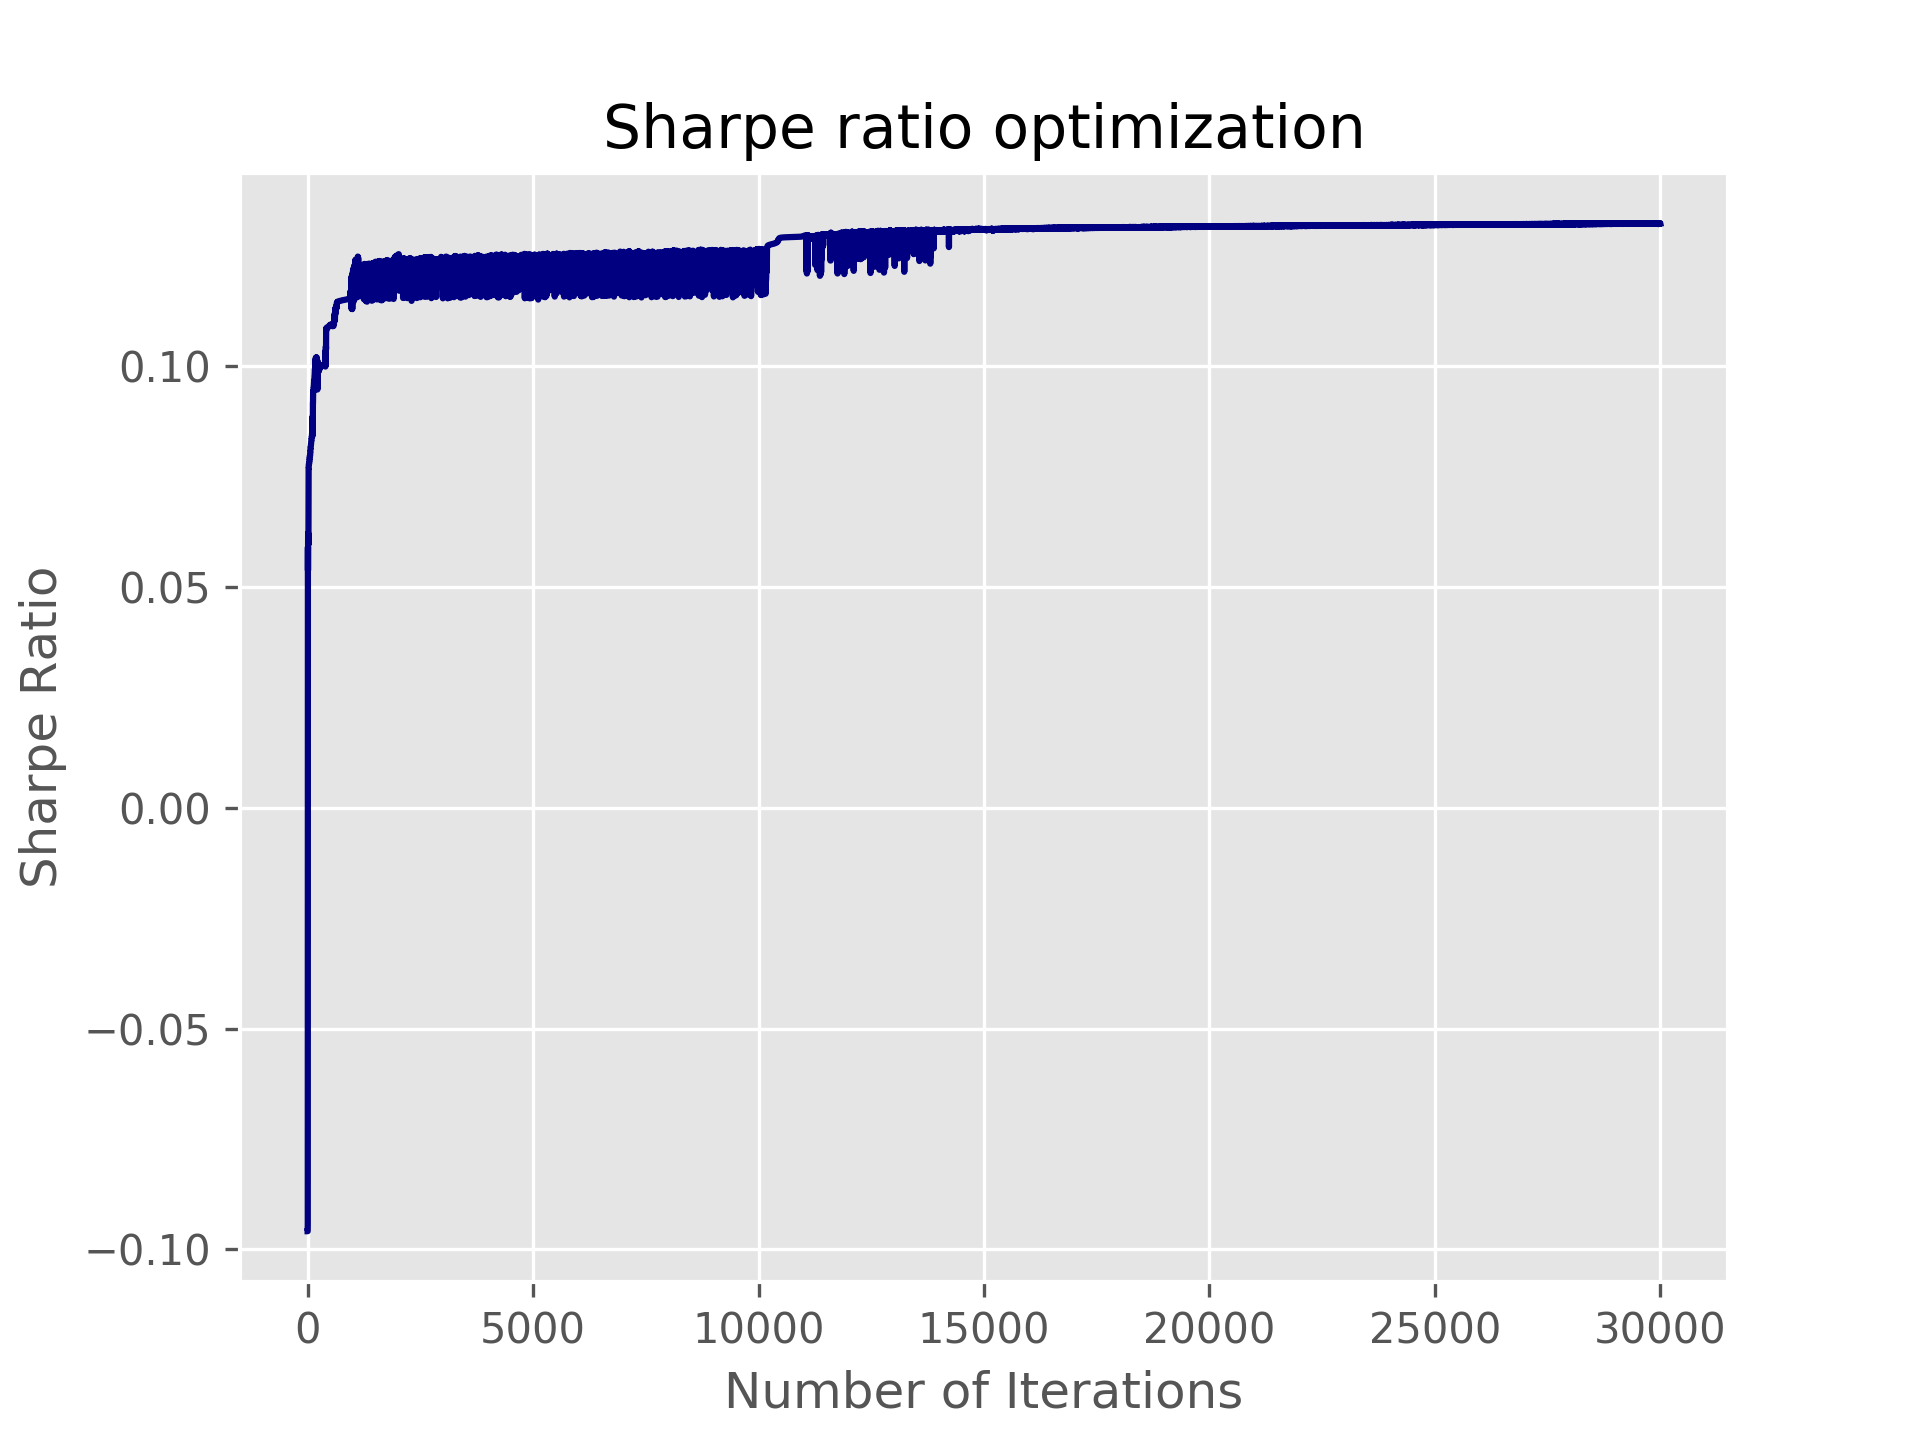 Sharpe ratio optimization
Sharpe Ratio
0.10
0.05
0.00
−0.05
−0.10
0 5000 10000 15000 20000 25000 30000
Number of Iterations